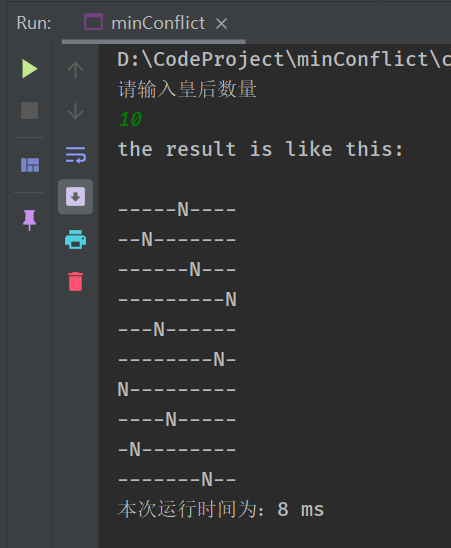 Run: minConflict ×
D:\CodeProject\minConflict\c
请输入皇后数量
10
the result is like this:
-----N----
--N-------
------N---
---------N
---N------
--------N-
N---------
----N-----
-N--------
-------N--
本次运行时间为: 8 ms